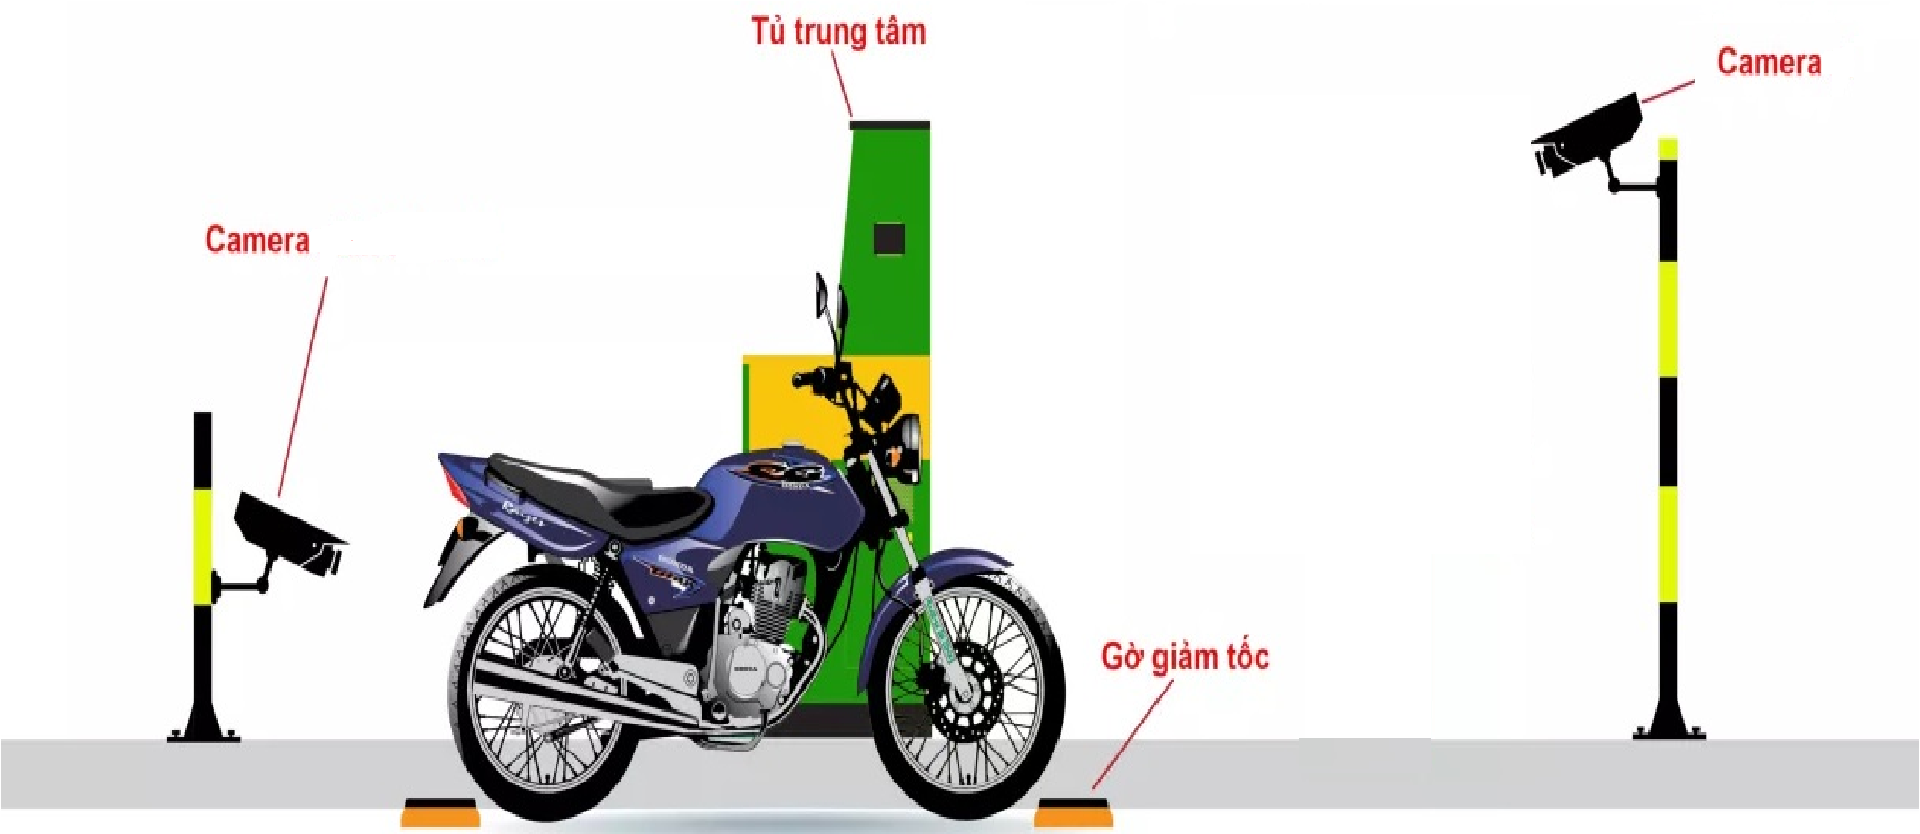 Tủ trung tâm
Camera
Camera
Gờ giảm tốc